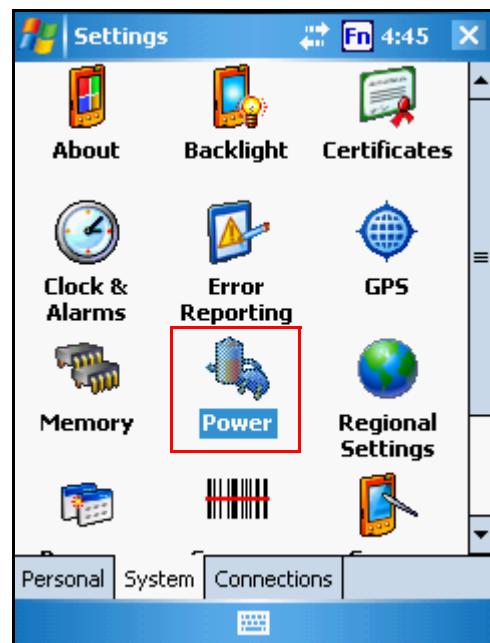 Settings
Fn 4:45
About
Backlight
Certificates
Clock &
Alarms
Error
Reporting
GPS
Memory
Power
Regional
Settings
Personal
System
Connections